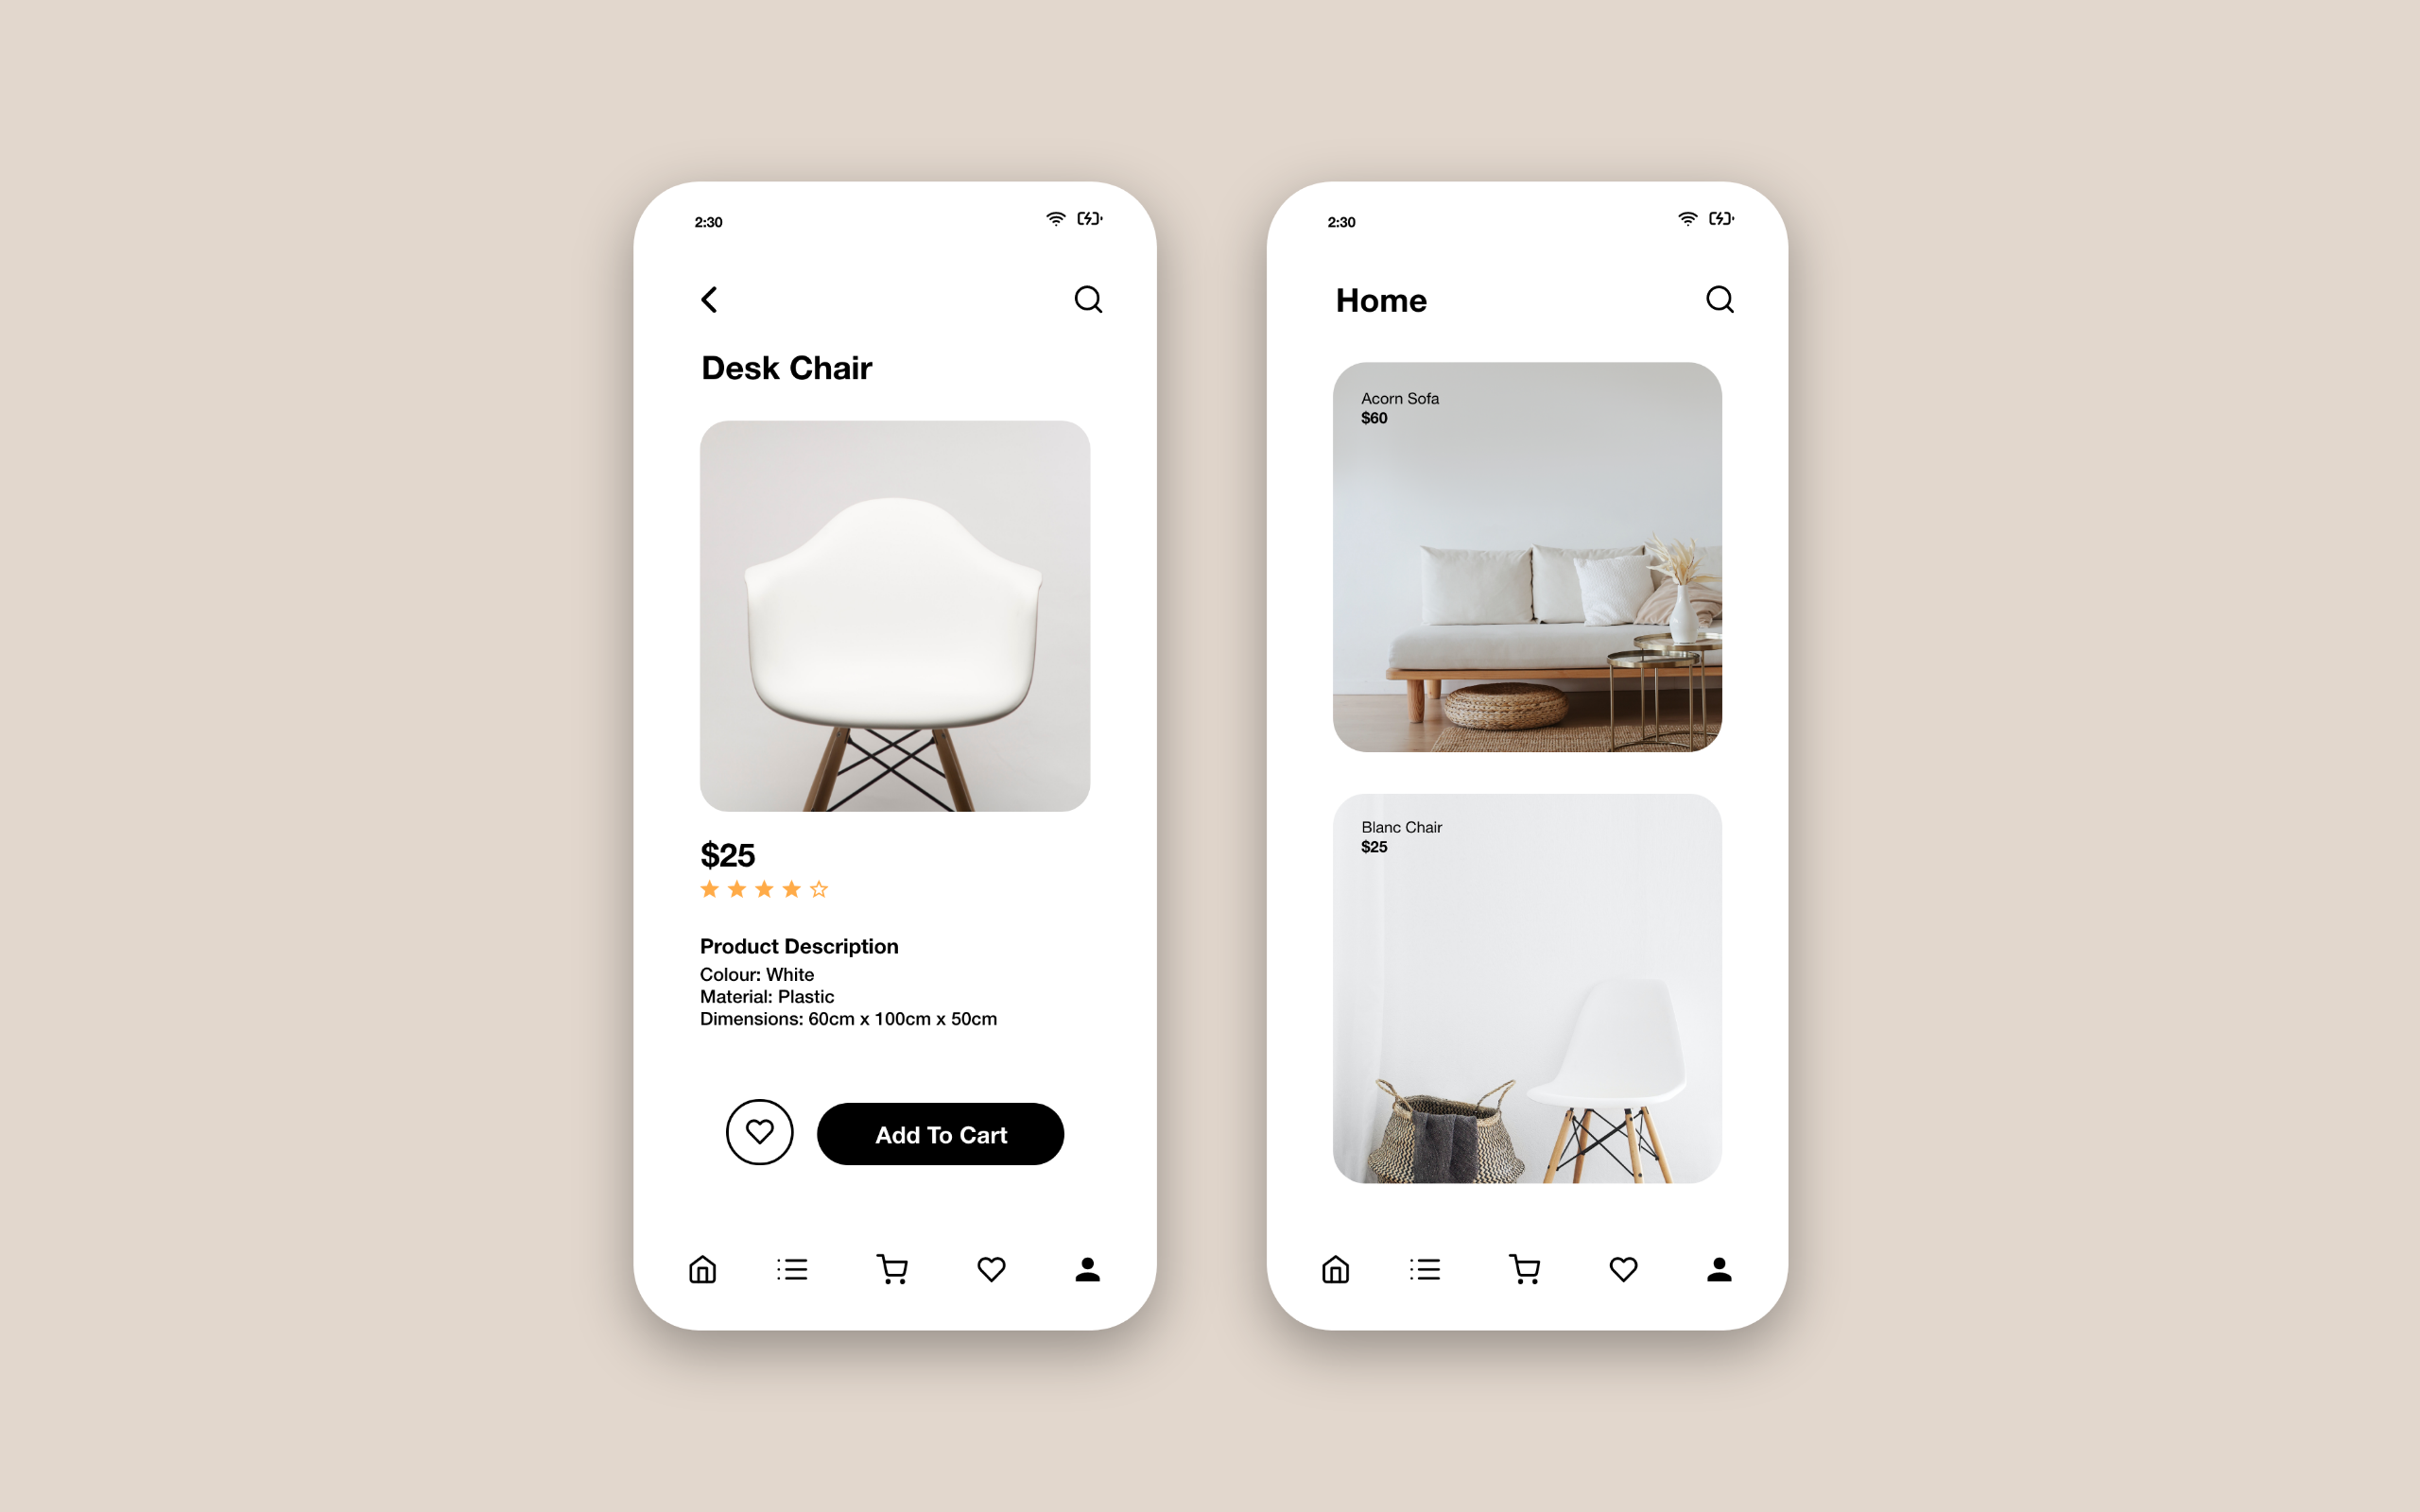 2:30
Desk Chair
$25
Product Description
Colour: White
Material: Plastic
Dimensions: 60cm x 100cm x 50cm
Add To Cart
2:30
Home
Acorn Sofa
$60
Blanc Chair
$25